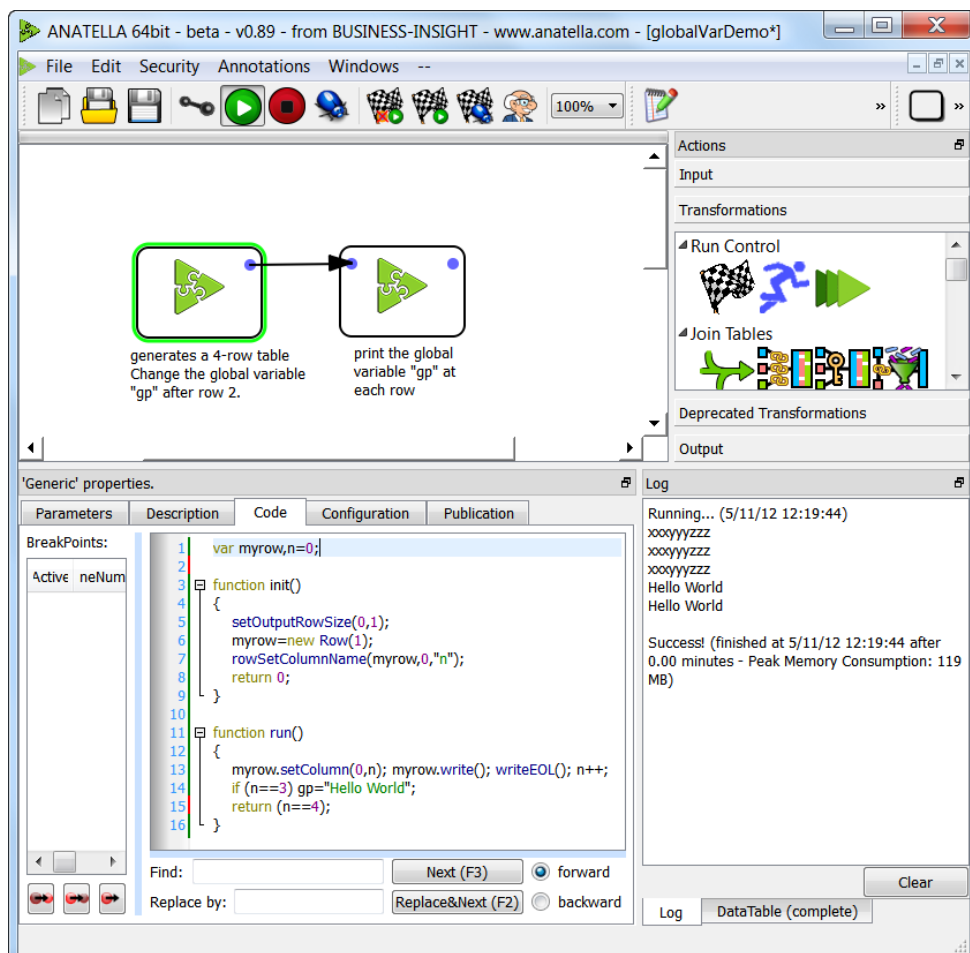 ANATELLA 64bit - beta - v0.89 - from BUSINESS-INSIGHT - www.anatella.com - [globalVarDemo*]
File Edit Security Annotations Windows --
100% » »
Actions
Input
Transformations
Run Control
Join Tables
Deprecated Transformations
Output
generates a 4-row table
Change the global variable
"gp" after row 2.
print the global
variable "gp" at
each row
'Generic' properties.
Parameters Description Code Configuration Publication
BreakPoints:
Active neNum
1 var myrow,n=0;
2
3 function init()
4 {
5 setOutputRowSize(0,1);
6 myrow=new Row(1);
7 rowSetColumnName(myrow,0,"n");
8 return 0;
9 }
10
11 function run()
12 {
13 myrow.setColumn(0,n); myrow.write(); writeEOL(); n++;
14 if (n==3) gp="Hello World";
15 return (n==4);
16 }
Find: Next (F3) forward
Replace by: Replace&Next (F2) backward
Log
Running... (5/11/12 12:19:44)
xxxyyyzzz
xxxyyyzzz
xxxyyyzzz
Hello World
Hello World
Success! (finished at 5/11/12 12:19:44 after
0.00 minutes - Peak Memory Consumption: 119
MB)
Clear
Log DataTable (complete)